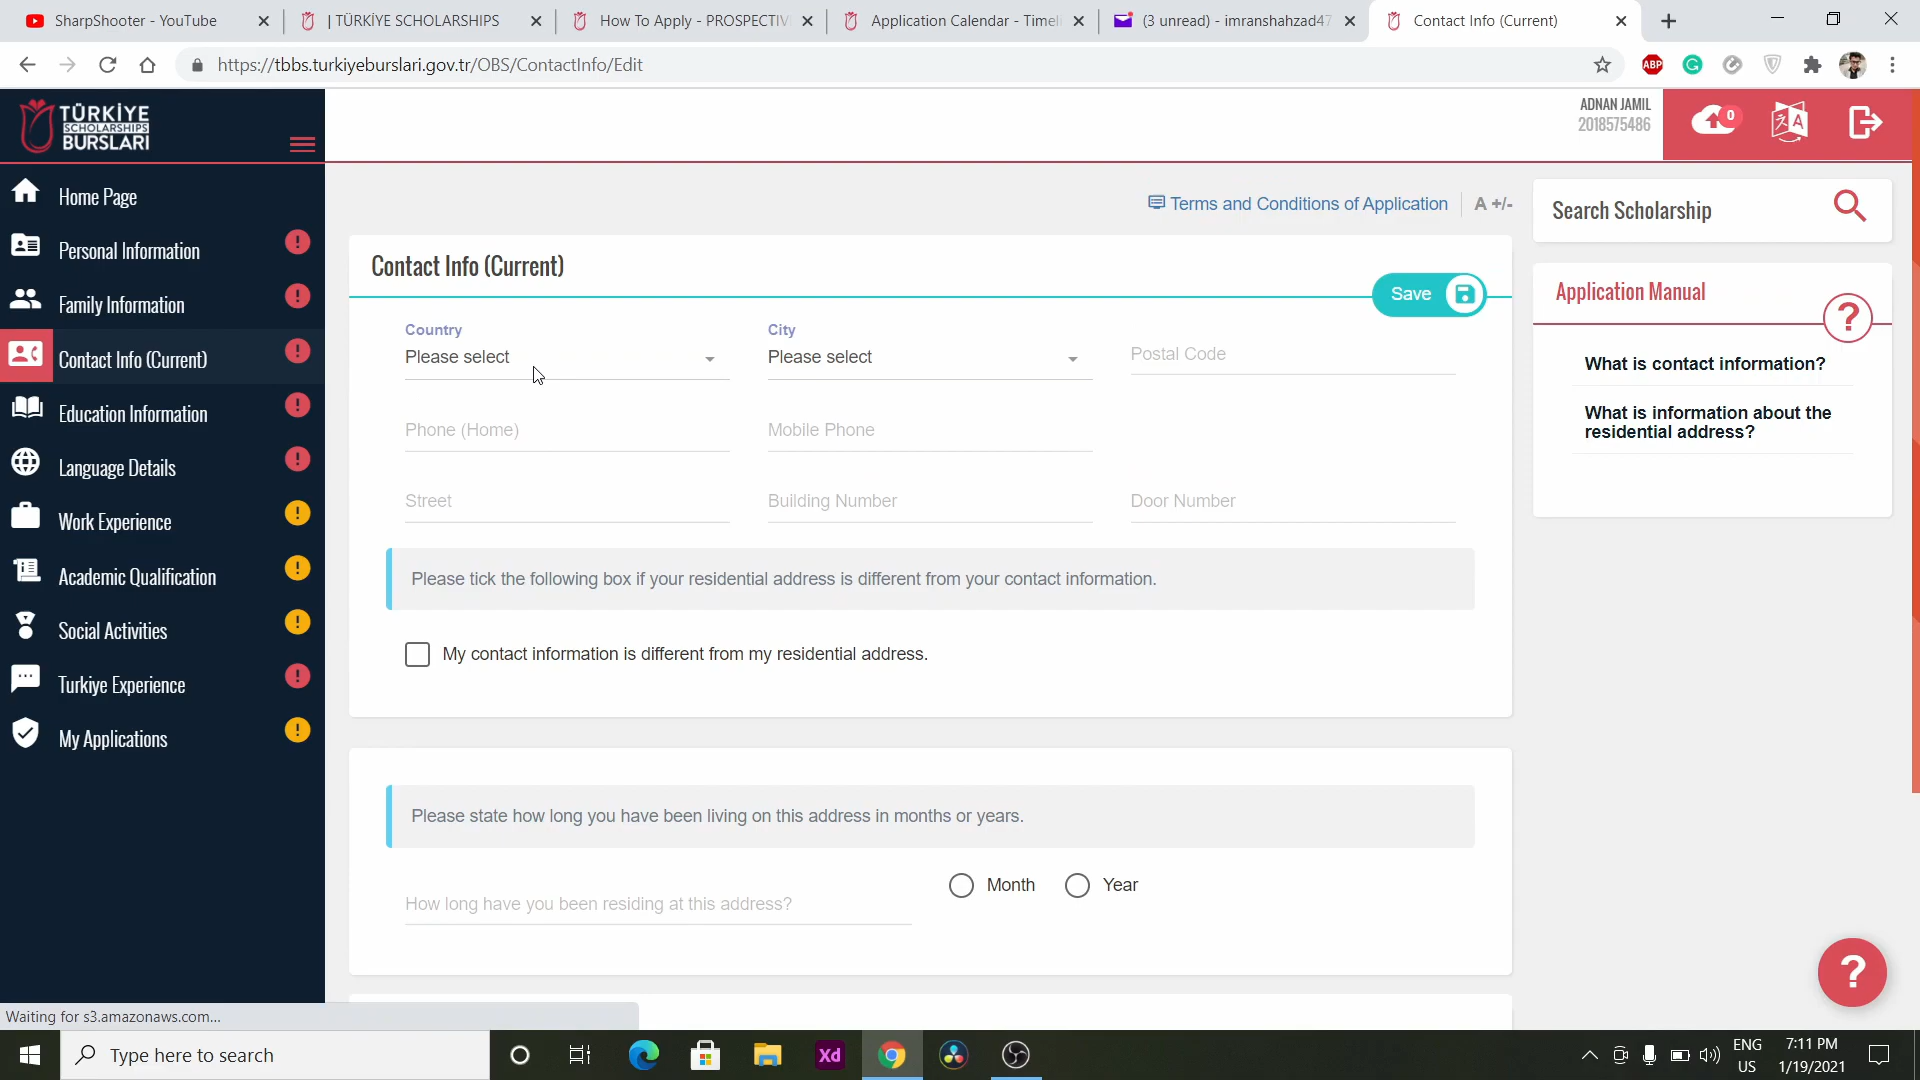 SharpShooter - YouTube
| TÜRKİYE SCHOLARSHIPS
How To Apply - PROSPECTIV
Application Calendar - Timeli
(3 unread) - imranshahzad47
Contact Info (Current)
https://tbbs.turkiyeburslari.gov.tr/OBS/ContactInfo/Edit
ABP
TÜRKİYE
SCHOLARSHIPS
BURSLARI
ADNAN JAMIL
2018575486
0
A
Home Page
Personal Information
Family Information
Contact Info (Current)
Education Information
Language Details
Work Experience
Academic Qualification
Social Activities
Turkiye Experience
My Applications
Terms and Conditions of Application
A +/-
Contact Info (Current)
Save
Country
Please select
City
Please select
Postal Code
Phone (Home)
Mobile Phone
Street
Building Number
Door Number
Please tick the following box if your residential address is different from your contact information.
My contact information is different from my residential address.
Please state how long you have been living on this address in months or years.
How long have you been residing at this address?
Month
Year
Search Scholarship
Application Manual
?
What is contact information?
What is information about the
residential address?
?
Waiting for s3.amazonaws.com...
Type here to search
Xd
ENG
US
7:11 PM
1/19/2021